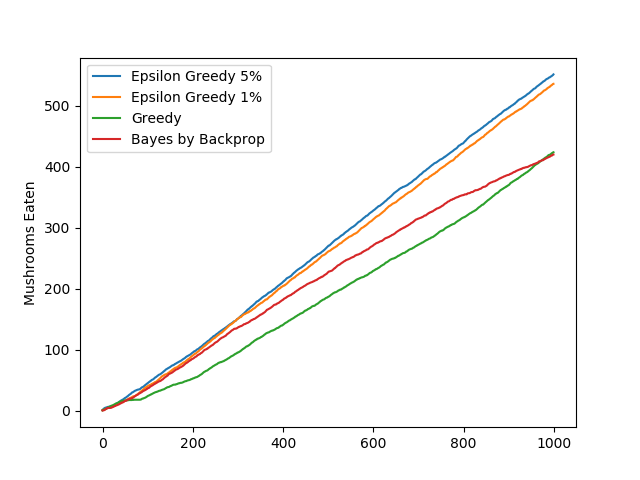 Epsilon Greedy 5%
Epsilon Greedy 1%
Greedy
Bayes by Backprop
Mushrooms Eaten
500
400
300
200
100
0
0 200 400 600 800 1000